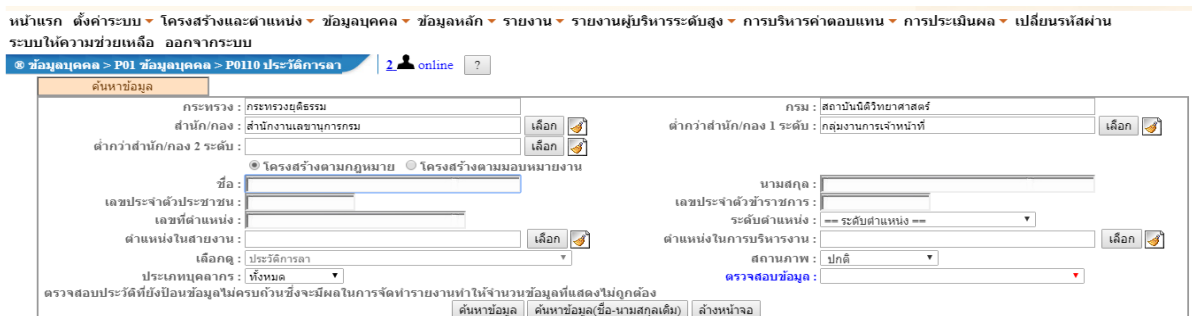 หน้าแรก ตั้งค่าระบบ โครงสร้างและตำแหน่ง ข้อมูลบุคคล ข้อมูลหลัก รายงาน รายงานผู้บริหารระดับสูง การบริหารค่าตอบแทน การประเมินผล เปลี่ยนรหัสผ่าน
ระบบให้ความช่วยเหลือ ออกจากระบบ
® ข้อมูลบุคคล > P01 ข้อมูลบุคคล > P0110 ประวัติการลา 2 online ?
ค้นหาข้อมูล
กระทรวง : กระทรวงยุติธรรม กรม : สถาบันนิติวิทยาศาสตร์
สำนัก/กอง : สำนักงานเลขานุการกรม เลือก ต่ำกว่าสำนัก/กอง 1 ระดับ : กลุ่มงานการเจ้าหน้าที่ เลือก
ต่ำกว่าสำนัก/กอง 2 ระดับ : เลือก
โครงสร้างตามกฎหมาย โครงสร้างตามมอบหมายงาน
ชื่อ : นามสกุล :
เลขประจำตัวประชาชน : เลขประจำตัวข้าราชการ :
เลขที่ตำแหน่ง : ระดับตำแหน่ง : == ระดับตำแหน่ง ==
ตำแหน่งในสายงาน : เลือก ตำแหน่งในการบริหารงาน : เลือก
เลือกดู : ประวัติการลา สถานภาพ : ปกติ
ประเภทบุคลากร : ทั้งหมด ตรวจสอบข้อมูล :
ตรวจสอบประวัติที่ยังป้อนข้อมูลไม่ครบถ้วนซึ่งจะมีผลในการจัดทำรายงานทำให้จำนวนข้อมูลที่แสดงไม่ถูกต้อง
ค้นหาข้อมูล ค้นหาข้อมูล(ชื่อ-นามสกุลเดิม) ล้างหน้าจอ